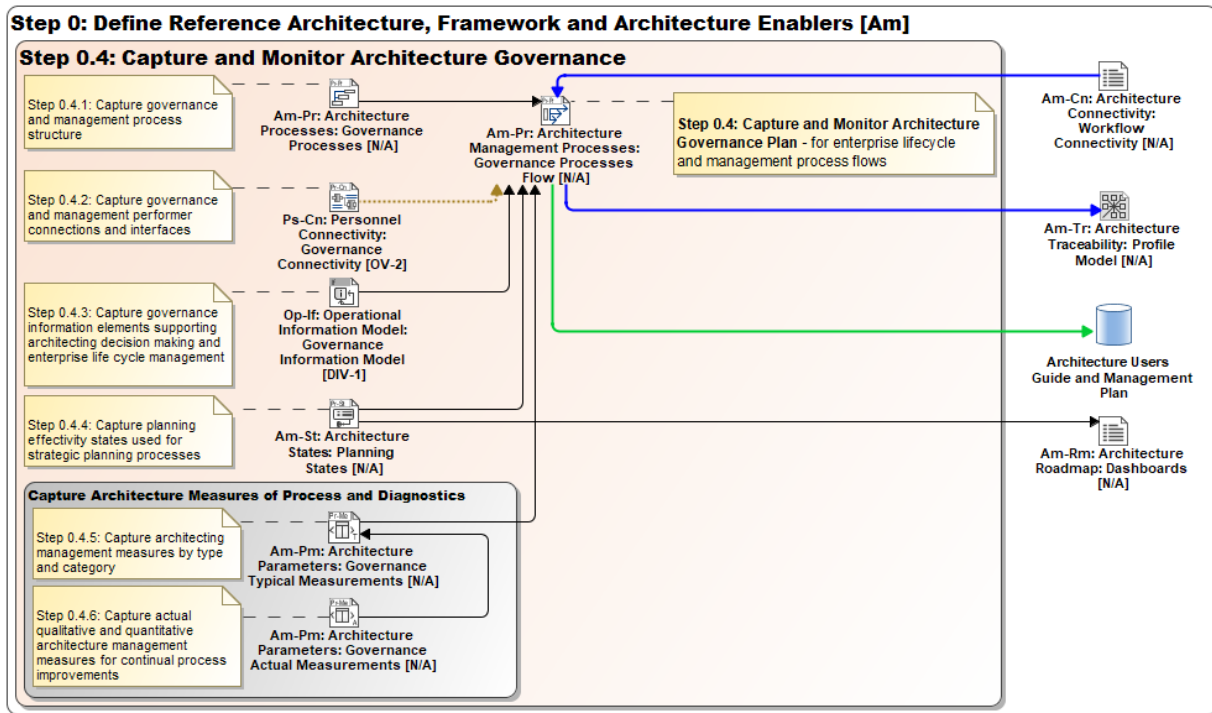 Step 0: Define Reference Architecture, Framework and Architecture Enablers [Am]
Step 0.4: Capture and Monitor Architecture Governance
Step 0.4.1: Capture governance
and management process
structure
Am-Pr: Architecture
Processes: Governance
Processes [N/A]
Am-Pr: Architecture
Management Processes:
Governance Processes
Flow [N/A]
Step 0.4: Capture and Monitor Architecture
Governance Plan - for enterprise lifecycle
and management process flows
Am-Cn: Architecture
Connectivity:
Workflow
Connectivity [N/A]
Step 0.4.2: Capture governance
and management performer
connections and interfaces
Pr-Cn
Ps-Cn: Personnel
Connectivity:
Governance
Connectivity [OV-2]
Am-Tr: Architecture
Traceability: Profile
Model [N/A]
Step 0.4.3: Capture governance
information elements supporting
architecting decision making and
enterprise life cycle management
Op-If: Operational
Information Model:
Governance
Information Model
[DIV-1]
Architecture Users
Guide and Management
Plan
Step 0.4.4: Capture planning
effectivity states used for
strategic planning processes
Pr-St
Am-St: Architecture
States: Planning
States [N/A]
Am-Rm: Architecture
Roadmap: Dashboards
[N/A]
Capture Architecture Measures of Process and Diagnostics
Step 0.4.5: Capture architecting
management measures by type
and category
Pr-Me
Am-Pm: Architecture
Parameters: Governance
Typical Measurements [N/A]
Step 0.4.6: Capture actual
qualitative and quantitative
architecture management
measures for continual process
improvements
Pr-Me
Am-Pm: Architecture
Parameters: Governance
Actual Measurements [N/A]